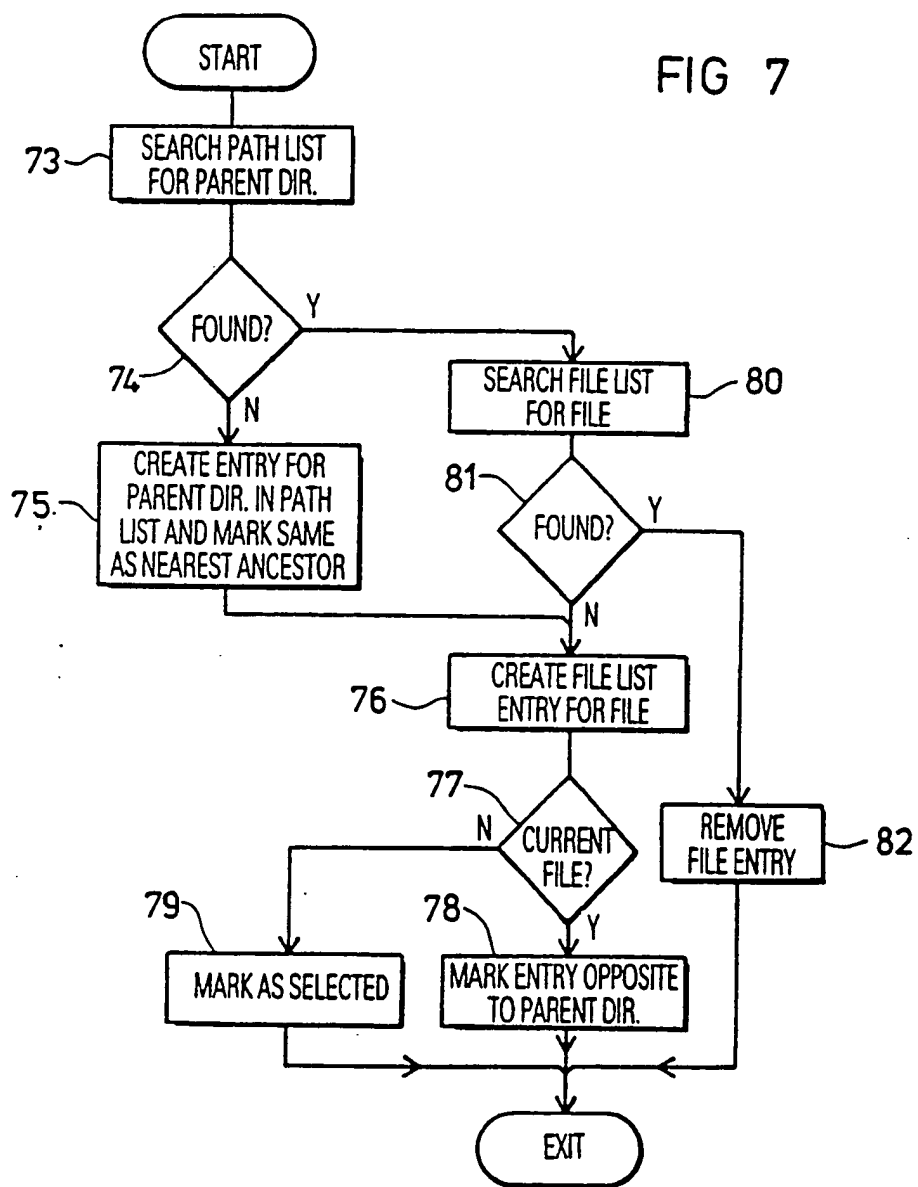 START
FIG 7
73
SEARCH PATH LIST
FOR PARENT DIR.
FOUND?
Y
74
N
SEARCH FILE LIST
FOR FILE
80
75
CREATE ENTRY FOR
PARENT DIR. IN PATH
LIST AND MARK SAME
AS NEAREST ANCESTOR
81
FOUND?
Y
N
76
CREATE FILE LIST
ENTRY FOR FILE
77
N
CURRENT
FILE?
Y
REMOVE
FILE ENTRY
82
79
MARK AS SELECTED
78
MARK ENTRY OPPOSITE
TO PARENT DIR.
EXIT